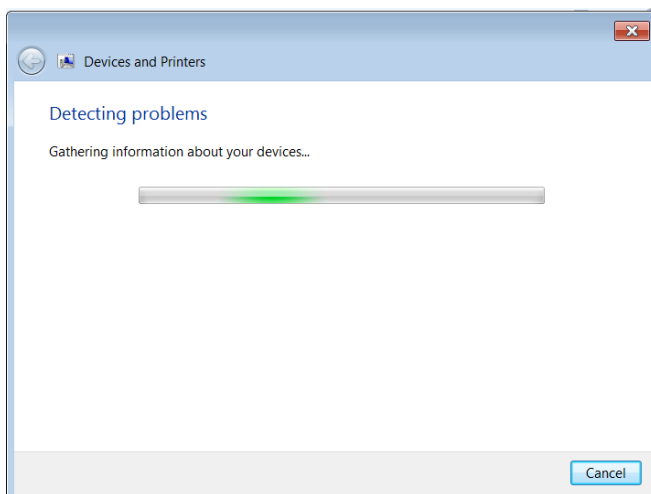 Devices and Printers
Detecting problems
Gathering information about your devices...
Cancel